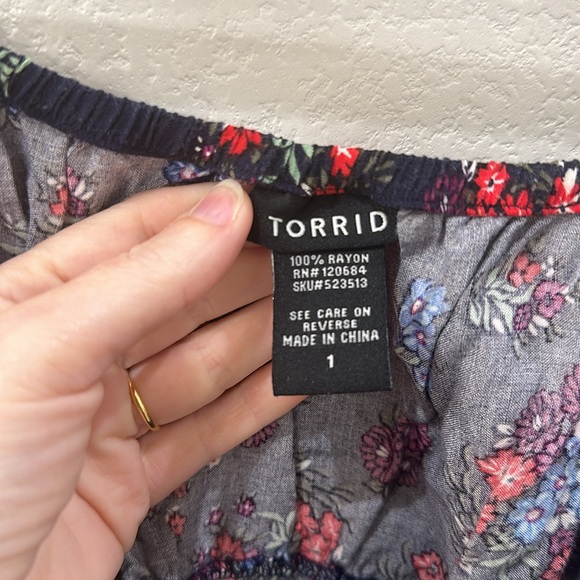 TORRID
100% RAYON
RN# 120684
SKU#523513
SEE CARE ON
REVERSE
MADE IN CHINA
1